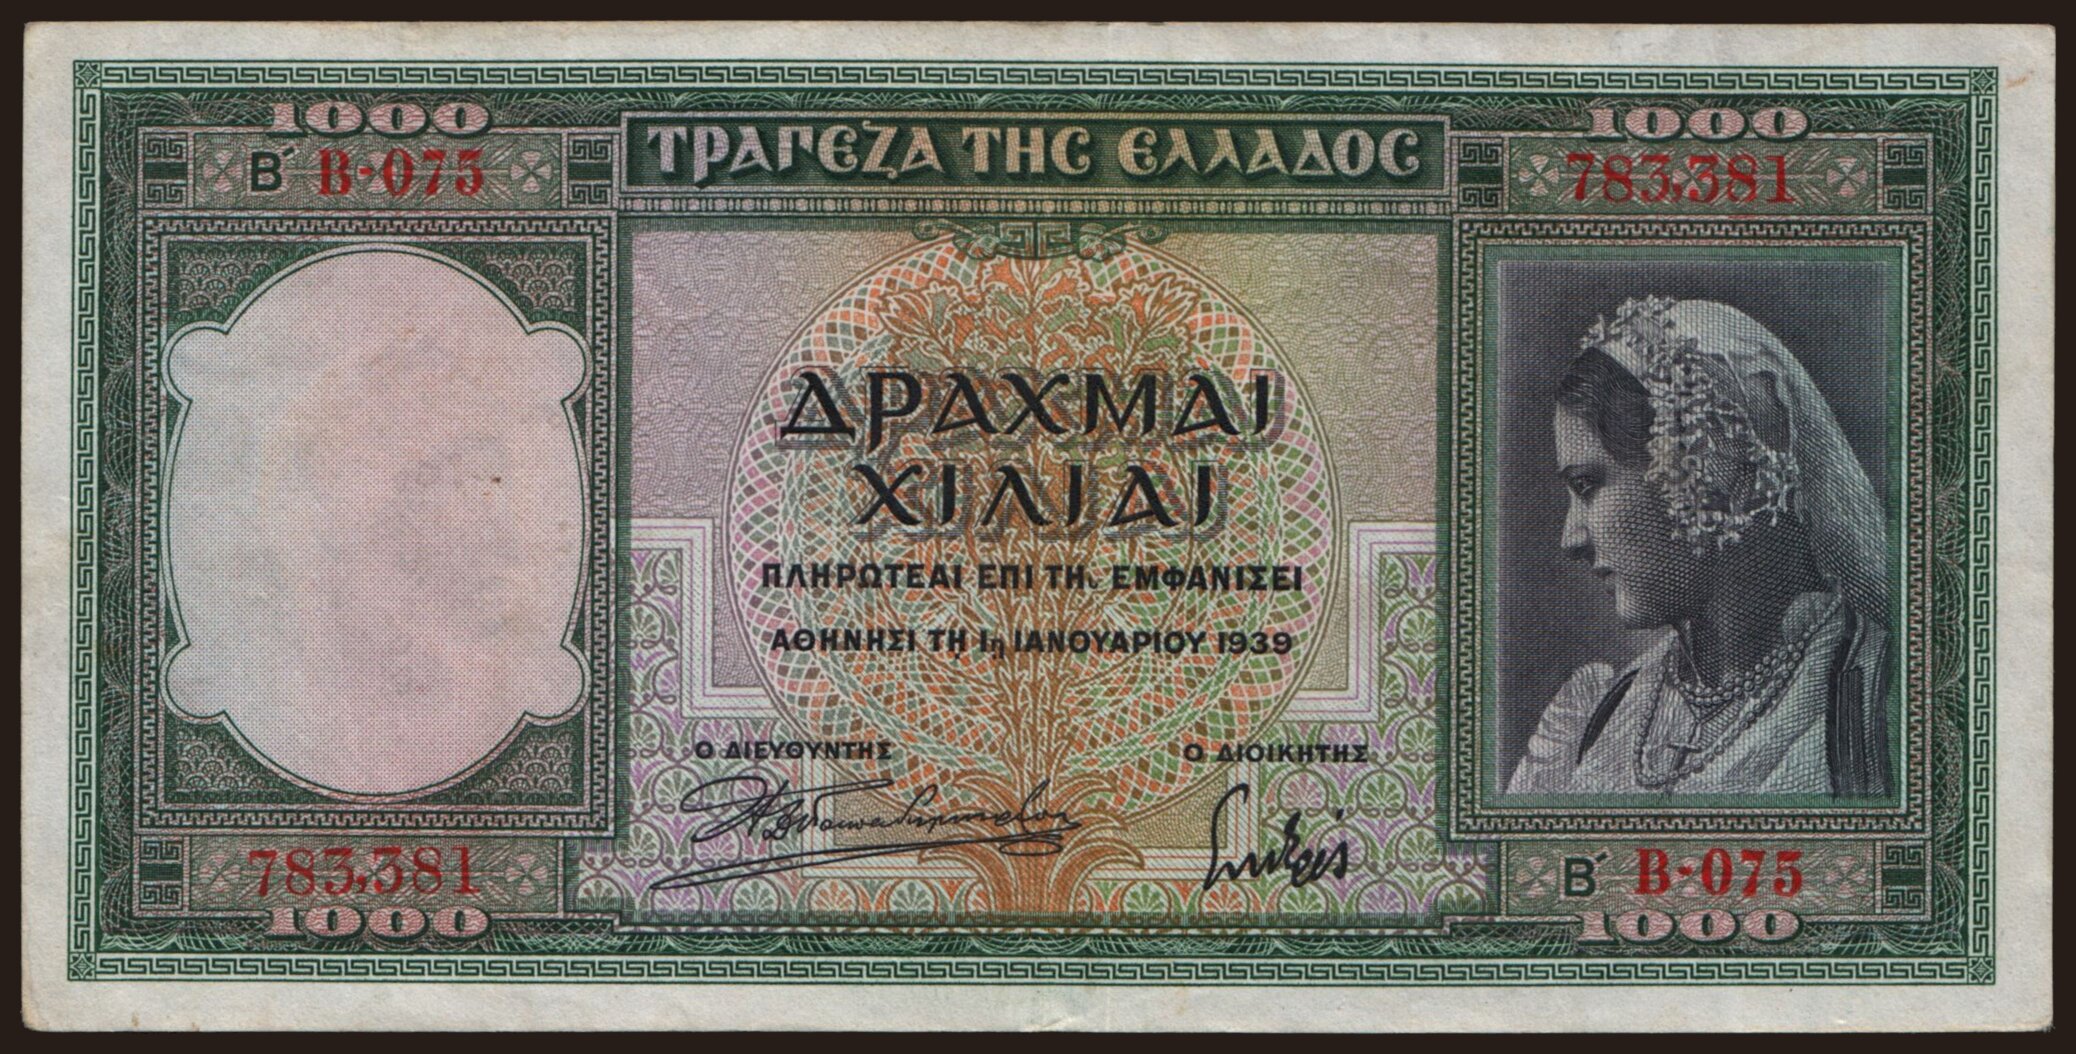 1000
1000
ΤΡΑΠΕΖΑ ΤΗΣ ΕΛΛΑΔΟΣ
Β΄ B-075
783,381
ΔΡΑΧΜΑΙ
ΧΙΛΙΑΙ
ΠΛΗΡΩΤΕΑΙ ΕΠΙ ΤΗι ΕΜΦΑΝΙΣΕΙ
ΑΘΗΝΗΣΙ ΤΗ 1η ΙΑΝΟΥΑΡΙΟΥ 1939
Ο ΔΙΕΥΘΥΝΤΗΣ
Ο ΔΙΟΙΚΗΤΗΣ
783,381
Β΄ B-075
1000
1000